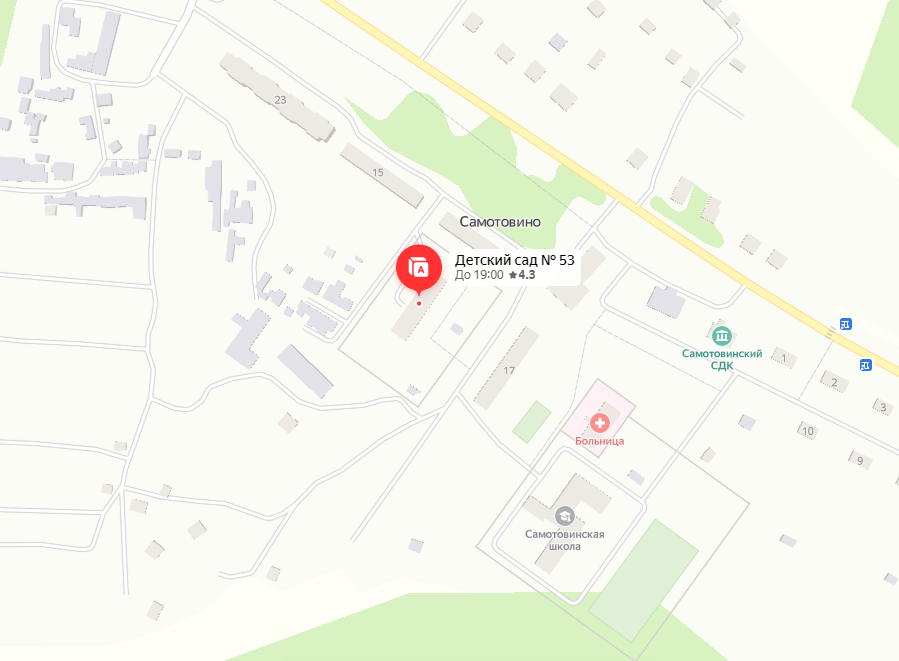 23
15
Самотовино
Детский сад № 53
До 19:00 ★4.3
А
17
Самотовинский
СДК
1
2
3
10
9
Больница
Самотовинская
школа